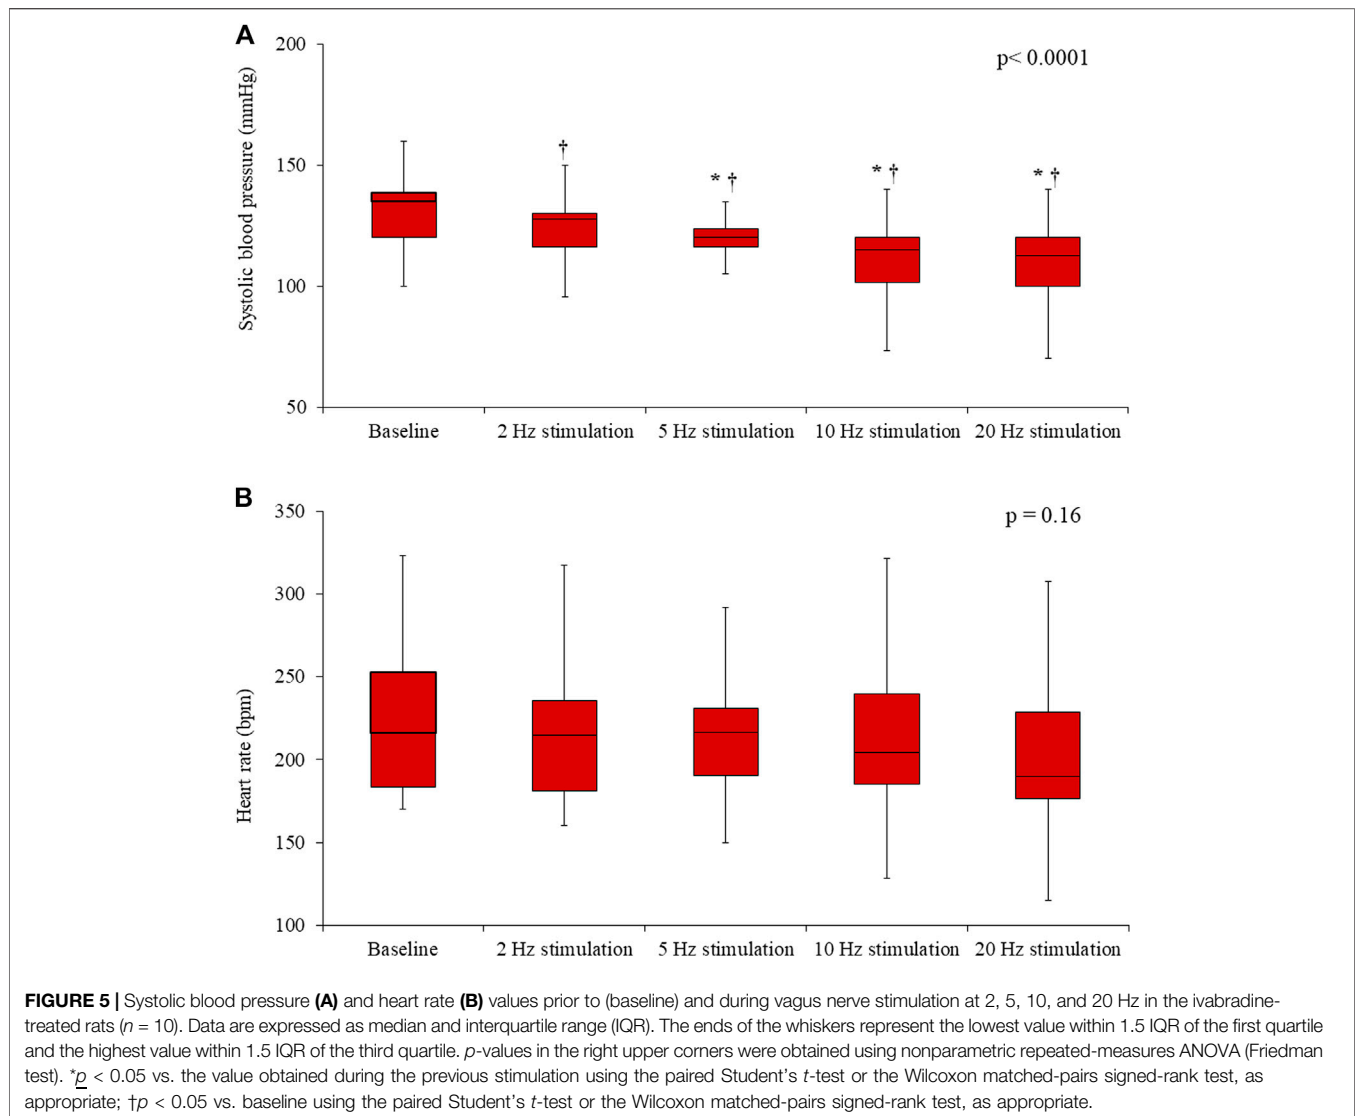 A
200
150
100
50
Systolic blood pressure (mmHg)
p< 0.0001
†
* †
* †
* †
Baseline 2 Hz stimulation 5 Hz stimulation 10 Hz stimulation 20 Hz stimulation
B
350
300
250
200
150
100
Heart rate (bpm)
p = 0.16
Baseline 2 Hz stimulation 5 Hz stimulation 10 Hz stimulation 20 Hz stimulation
FIGURE 5 | Systolic blood pressure (A) and heart rate (B) values prior to (baseline) and during vagus nerve stimulation at 2, 5, 10, and 20 Hz in the ivabradine-
treated rats (n = 10). Data are expressed as median and interquartile range (IQR). The ends of the whiskers represent the lowest value within 1.5 IQR of the first quartile
and the highest value within 1.5 IQR of the third quartile. p-values in the right upper corners were obtained using nonparametric repeated-measures ANOVA (Friedman
test). *p < 0.05 vs. the value obtained during the previous stimulation using the paired Student's t-test or the Wilcoxon matched-pairs signed-rank test, as
appropriate; †p < 0.05 vs. baseline using the paired Student's t-test or the Wilcoxon matched-pairs signed-rank test, as appropriate.